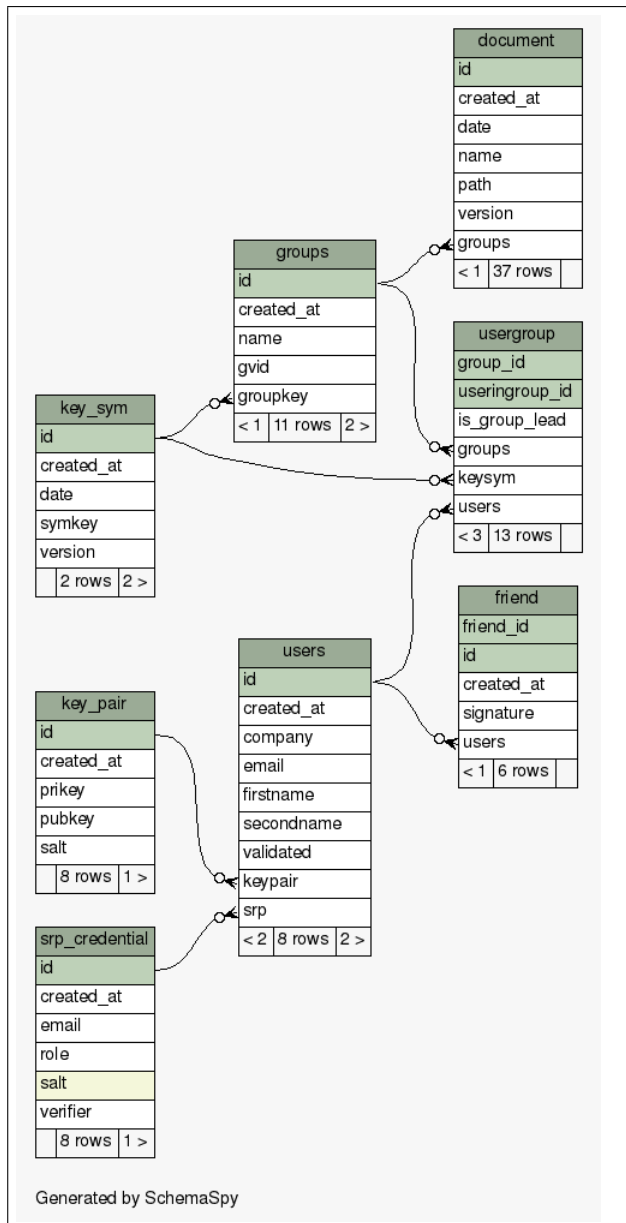 document
id
created_at
date
name
path
version
groups
< 1 37 rows
groups
id
created_at
name
gvid
groupkey
< 1 11 rows 2 >
usergroup
group_id
useringroup_id
is_group_lead
groups
keysym
users
< 3 13 rows
key_sym
id
created_at
date
symkey
version
2 rows 2 >
friend
friend_id
id
created_at
signature
users
< 1 6 rows
users
id
created_at
company
email
firstname
secondname
validated
keypair
srp
< 2 8 rows 2 >
key_pair
id
created_at
prikey
pubkey
salt
8 rows 1 >
srp_credential
id
created_at
email
role
salt
verifier
8 rows 1 >
Generated by SchemaSpy